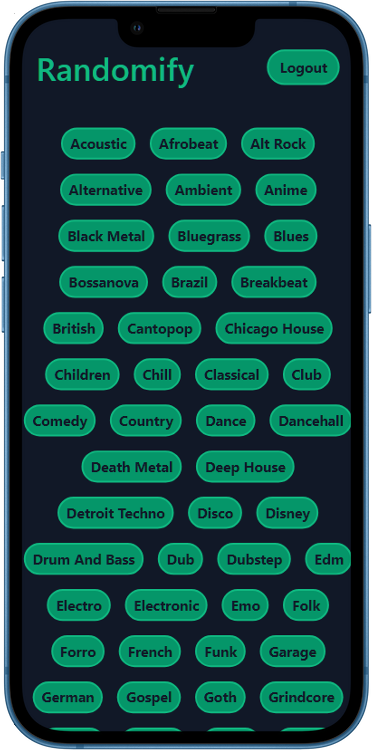 Randomify Logout
Acoustic Afrobeat Alt Rock
Alternative Ambient Anime
Black Metal Bluegrass Blues
Bossanova Brazil Breakbeat
British Cantopop Chicago House
Children Chill Classical Club
Comedy Country Dance Dancehall
Death Metal Deep House
Detroit Techno Disco Disney
Drum And Bass Dub Dubstep Edm
Electro Electronic Emo Folk
Forro French Funk Garage
German Gospel Goth Grindcore